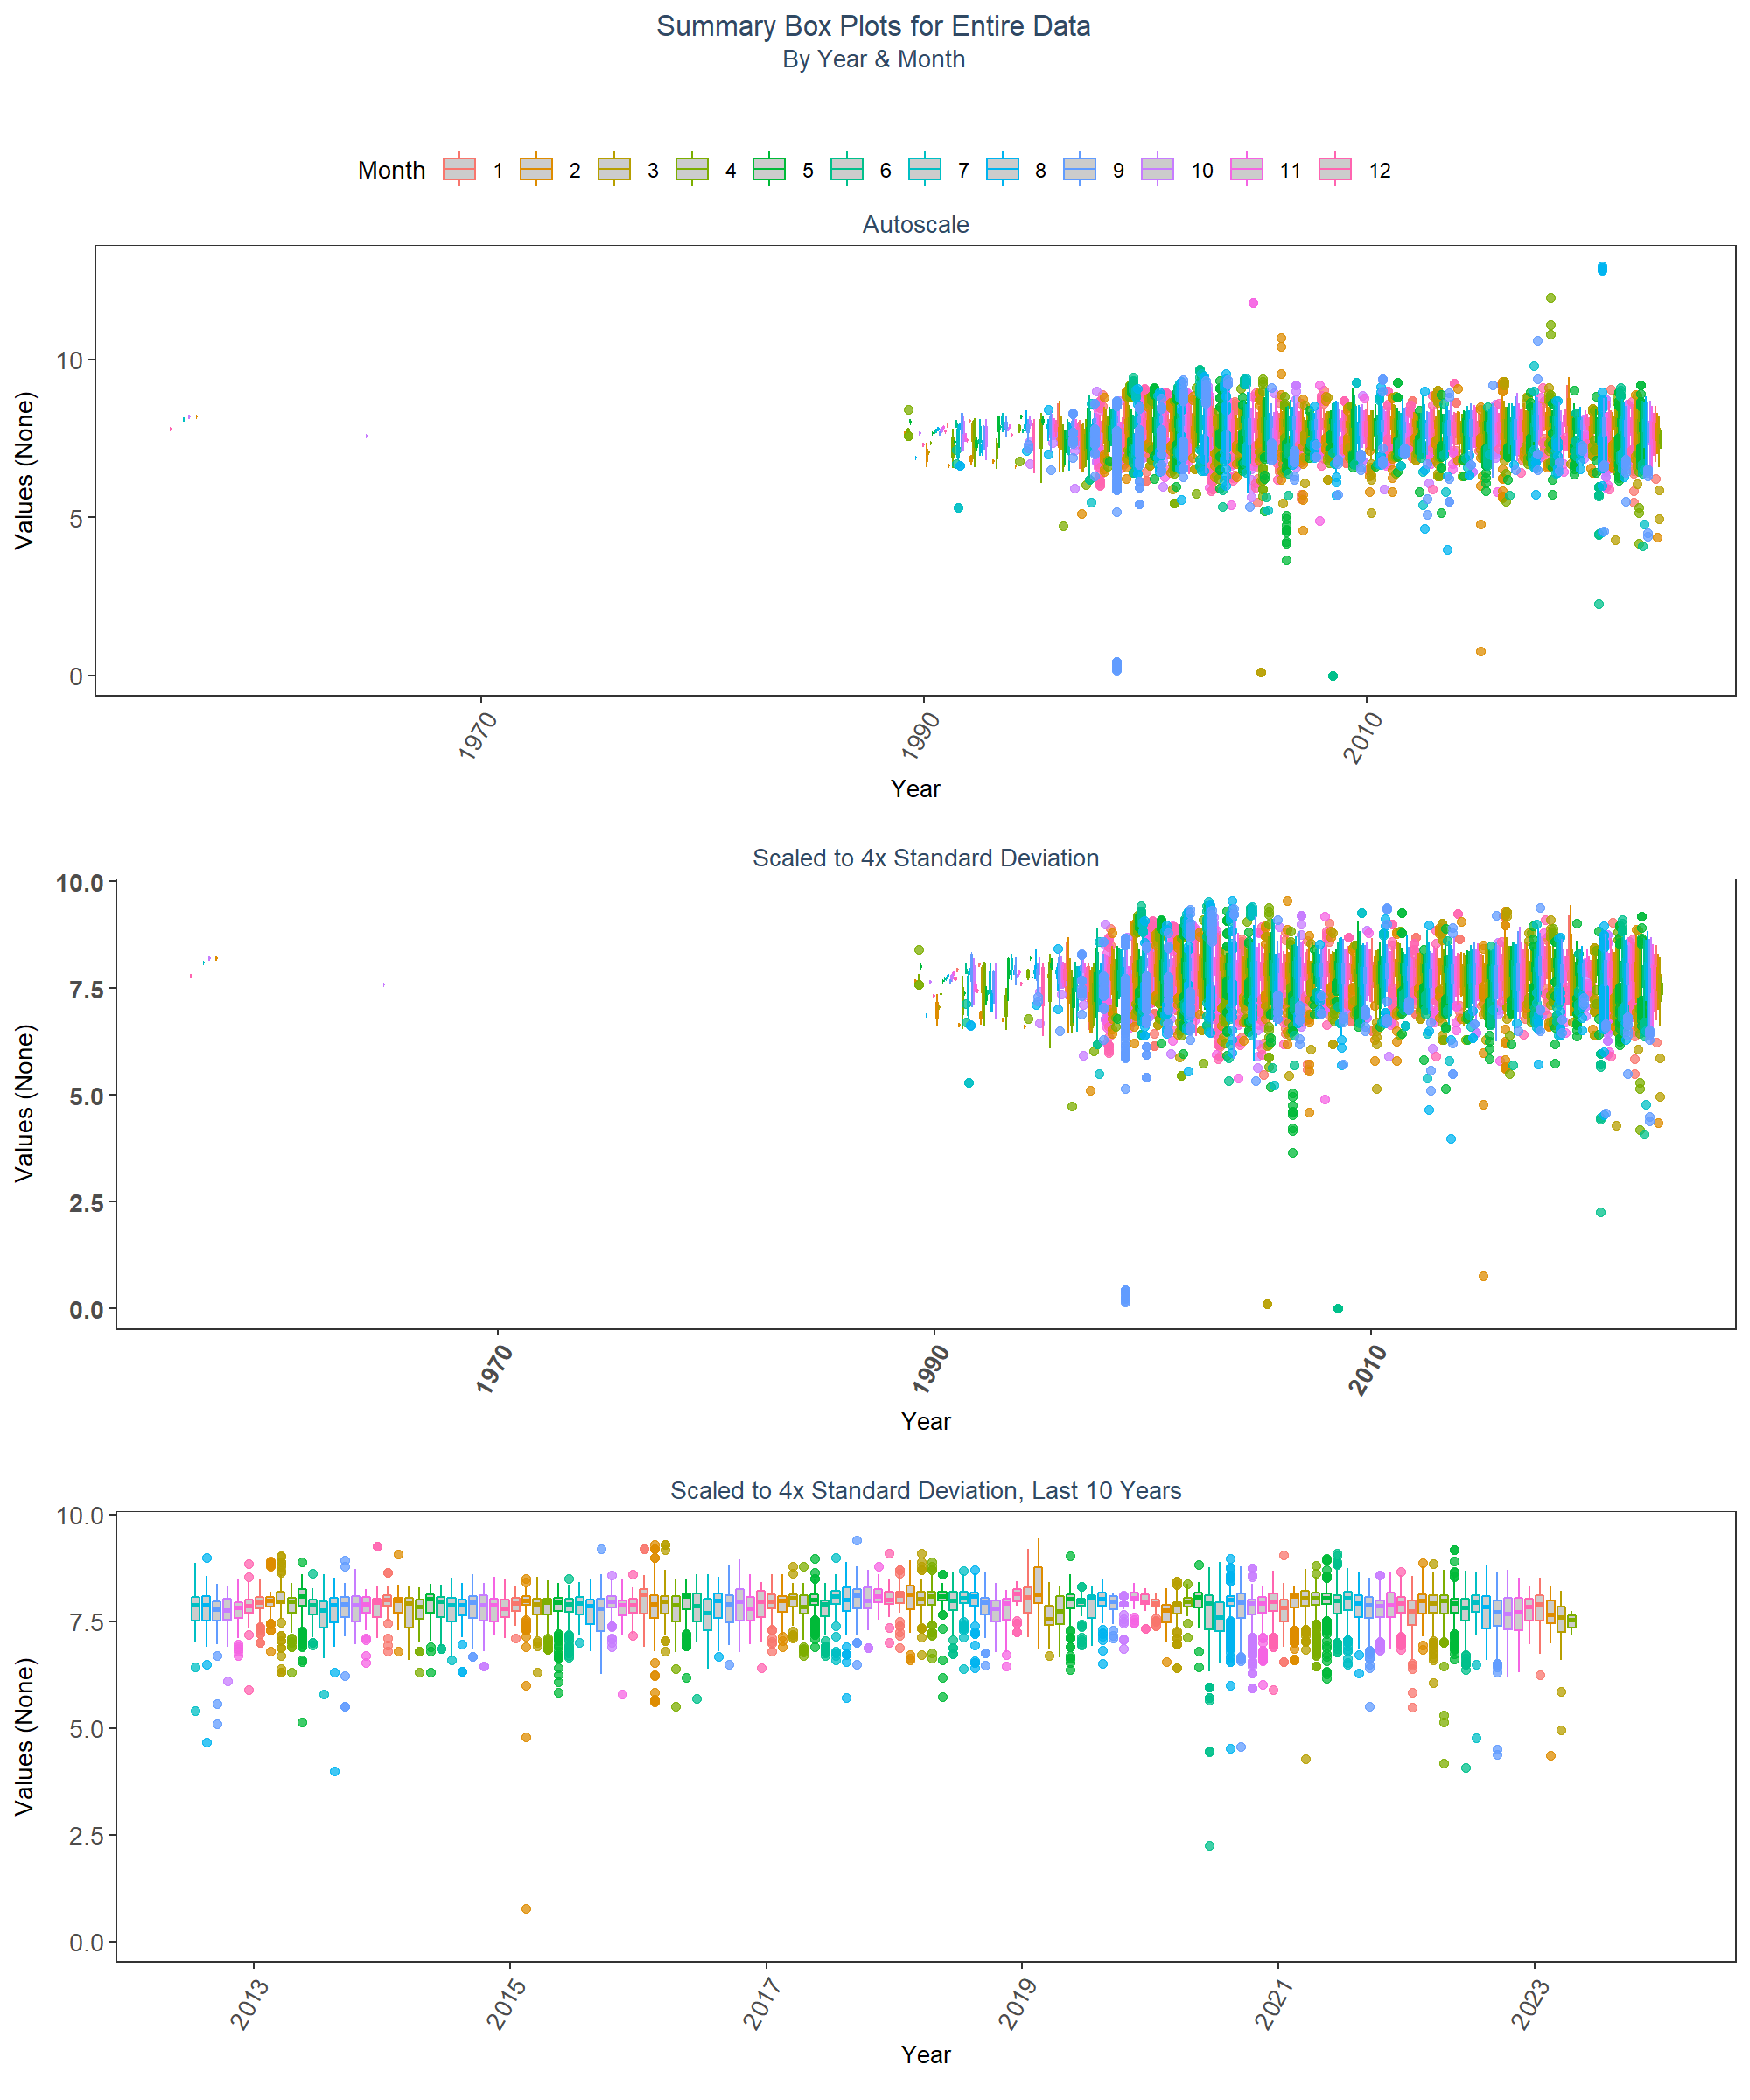 Summary Box Plots for Entire Data
By Year & Month
Month 1 2 3 4 5 6 7 8 9 10 11 12
Autoscale
Values (None)
10
5
0
1970 1990 2010
Year
Scaled to 4x Standard Deviation
Values (None)
10.0
7.5
5.0
2.5
0.0
1970 1990 2010
Year
Scaled to 4x Standard Deviation, Last 10 Years
Values (None)
10.0
7.5
5.0
2.5
0.0
2013 2015 2017 2019 2021 2023
Year